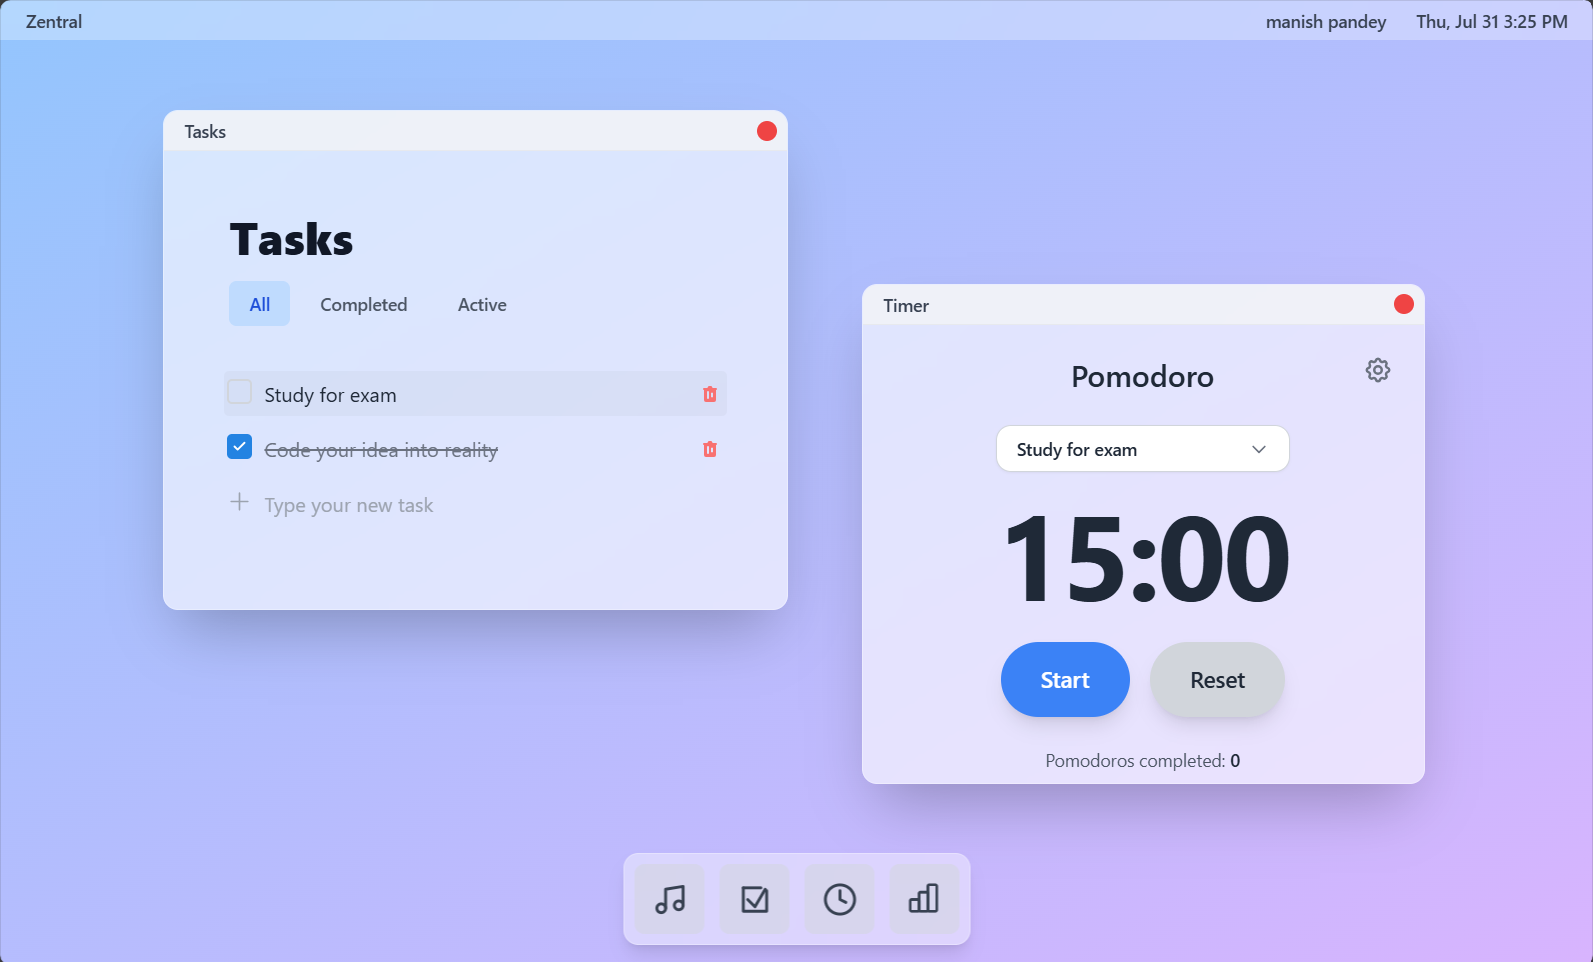 Zentral
manish pandey
Thu, Jul 31 3:25 PM
Tasks
Tasks
All
Completed
Active
Study for exam
Code your idea into reality
Type your new task
Timer
Pomodoro
Study for exam
15:00
Start
Reset
Pomodoros completed: 0